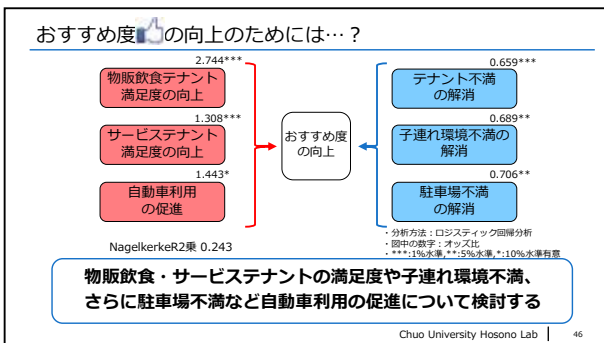 おすすめ度の向上のためには…？
2.744***
物販飲食テナント
満足度の向上
1.308***
サービステナント
満足度の向上
1.443*
自動車利用
の促進
おすすめ度
の向上
0.659***
テナント不満
の解消
0.689**
子連れ環境不満の
解消
0.706**
駐車場不満
の解消
NagelkerkeR2乗 0.243
・分析方法：ロジスティック回帰分析
・図中の数字：オッズ比
・***:1%水準,**:5%水準,*:10%水準有意
物販飲食・サービステナントの満足度や子連れ環境不満、
さらに駐車場不満など自動車利用の促進について検討する
Chuo University Hosono Lab
46